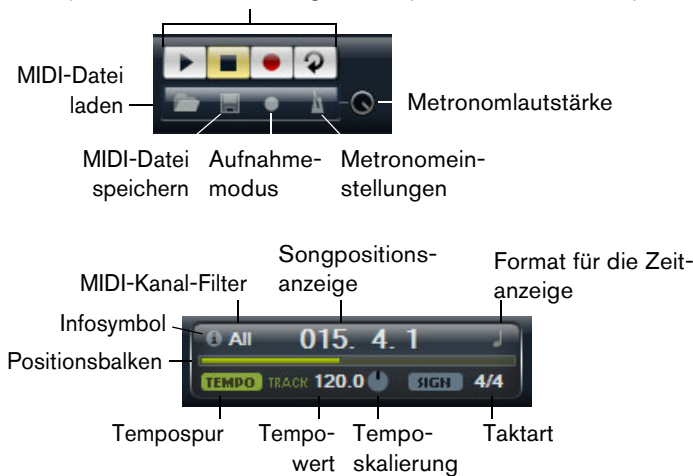 MIDI-Datei
laden
Metronomlautstärke
MIDI-Datei
speichern
Aufnahme-
modus
Metronomein-
stellungen
Songpositions-
anzeige
Format für die Zeit-
anzeige
MIDI-Kanal-Filter
Infosymbol
Positionsbalken
i All 015. 4. 1
TEMPO TRACK 120.0 SIGN 4/4
Tempospur
Tempo-
wert
Tempo-
skalierung
Taktart